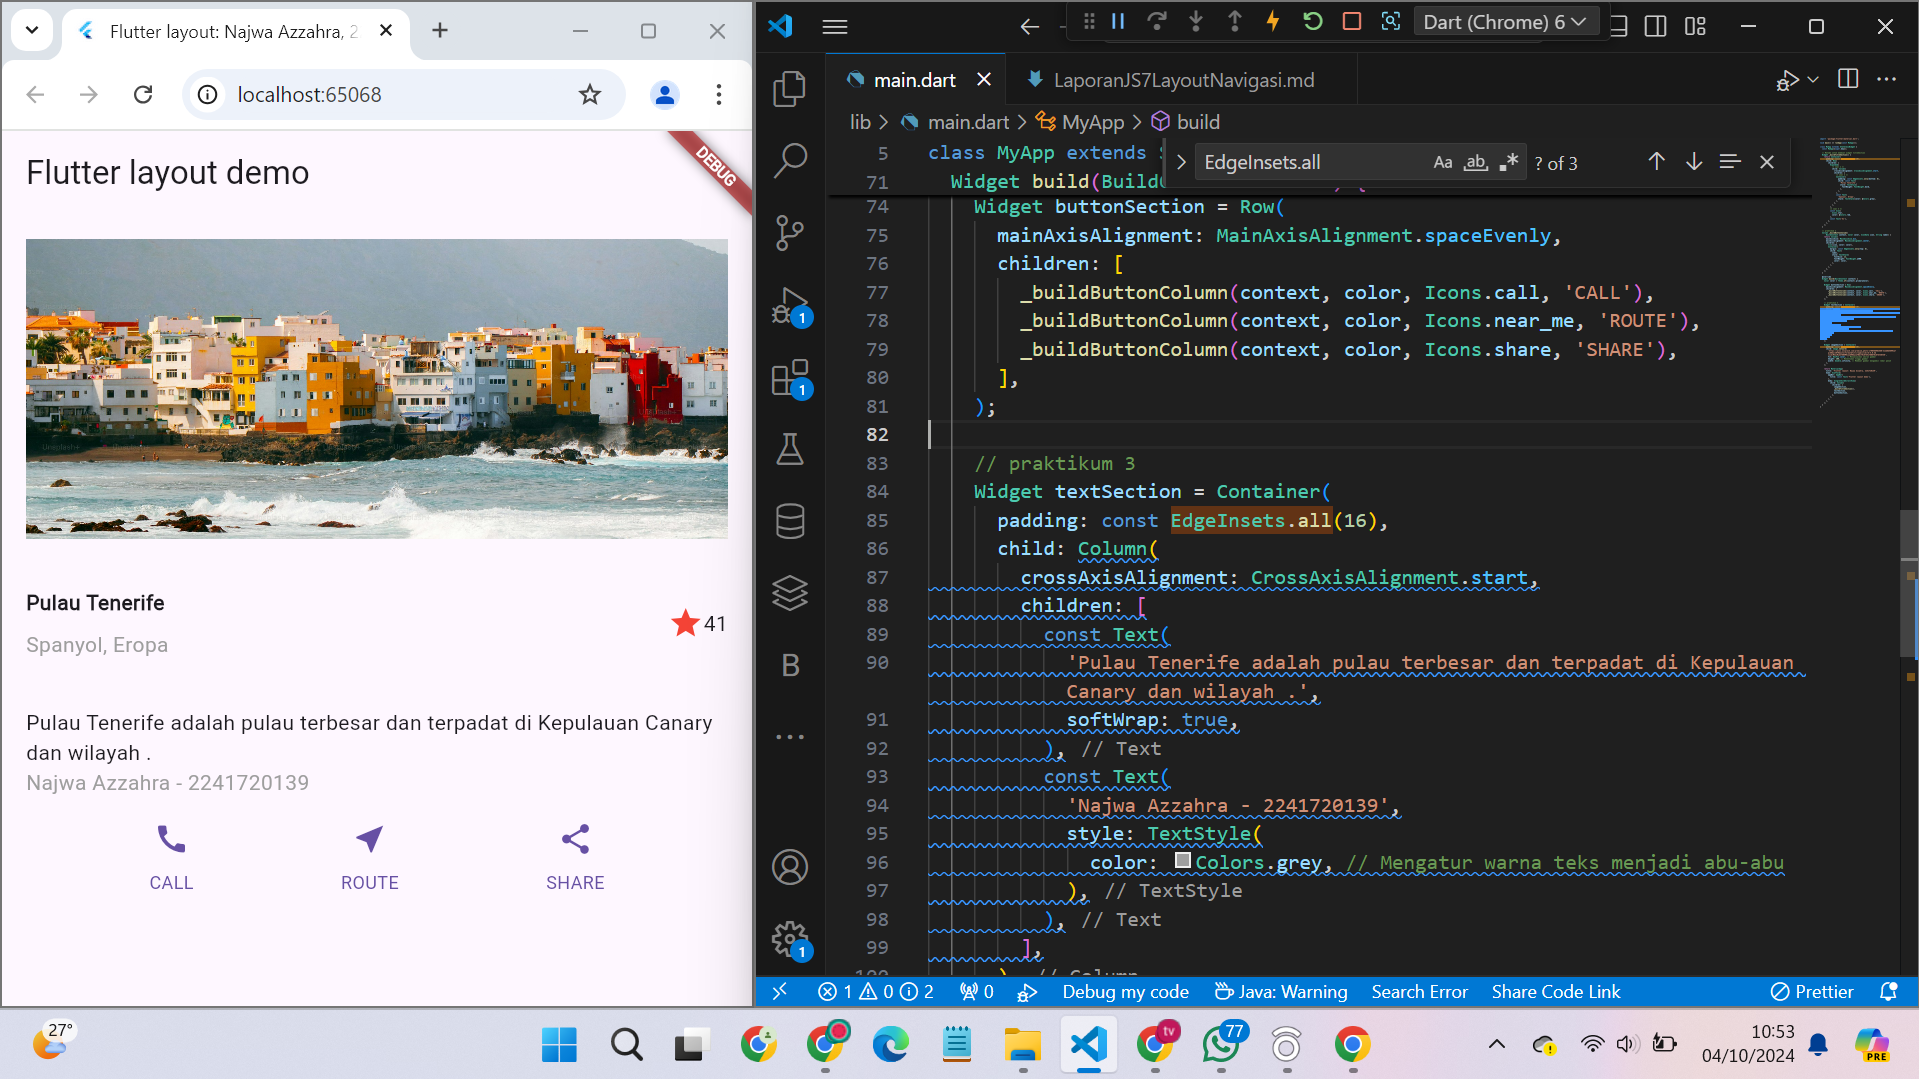 Flutter layout: Najwa Azzahra, 2
localhost:65068
Flutter layout demo
DEBUG
Pulau Tenerife
Spanyol, Eropa
41
Pulau Tenerife adalah pulau terbesar dan terpadat di Kepulauan Canary
dan wilayah .
Najwa Azzahra - 2241720139
CALL
ROUTE
SHARE
Dart (Chrome) 6
main.dart
LaporanJS7LayoutNavigasi.md
lib > main.dart > MyApp > build
EdgeInsets.all
Aa ab .*
? of 3
5 class MyApp extends
71 Widget build(Build
74 Widget buttonSection = Row(
75 mainAxisAlignment: MainAxisAlignment.spaceEvenly,
76 children: [
77 _buildButtonColumn(context, color, Icons.call, 'CALL'),
78 _buildButtonColumn(context, color, Icons.near_me, 'ROUTE'),
79 _buildButtonColumn(context, color, Icons.share, 'SHARE'),
80 ],
81 );
82
83 // praktikum 3
84 Widget textSection = Container(
85 padding: const EdgeInsets.all(16),
86 child: Column(
87 crossAxisAlignment: CrossAxisAlignment.start,
88 children: [
89 const Text(
90 'Pulau Tenerife adalah pulau terbesar dan terpadat di Kepulauan
Canary dan wilayah .',
91 softWrap: true,
92 ), // Text
93 const Text(
94 'Najwa Azzahra - 2241720139',
95 style: TextStyle(
96 color: Colors.grey, // Mengatur warna teks menjadi abu-abu
97 ), // TextStyle
98 ), // Text
99 ],
100 ), // Column
1
1
B
1
1 0 2
0
Debug my code
Java: Warning
Search Error
Share Code Link
Prettier
27°
tv
77
10:53
04/10/2024
PRE